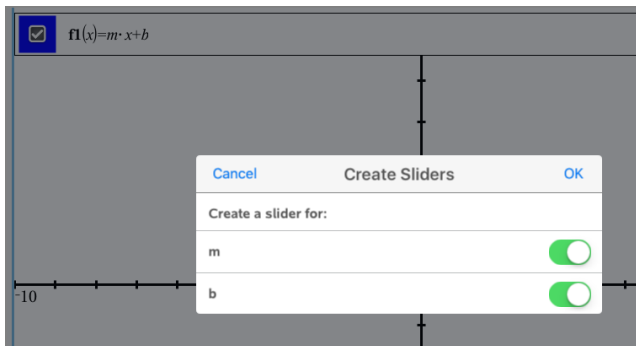 f1(x)=m·x+b
Cancel Create Sliders OK
Create a slider for:
m
b
-10